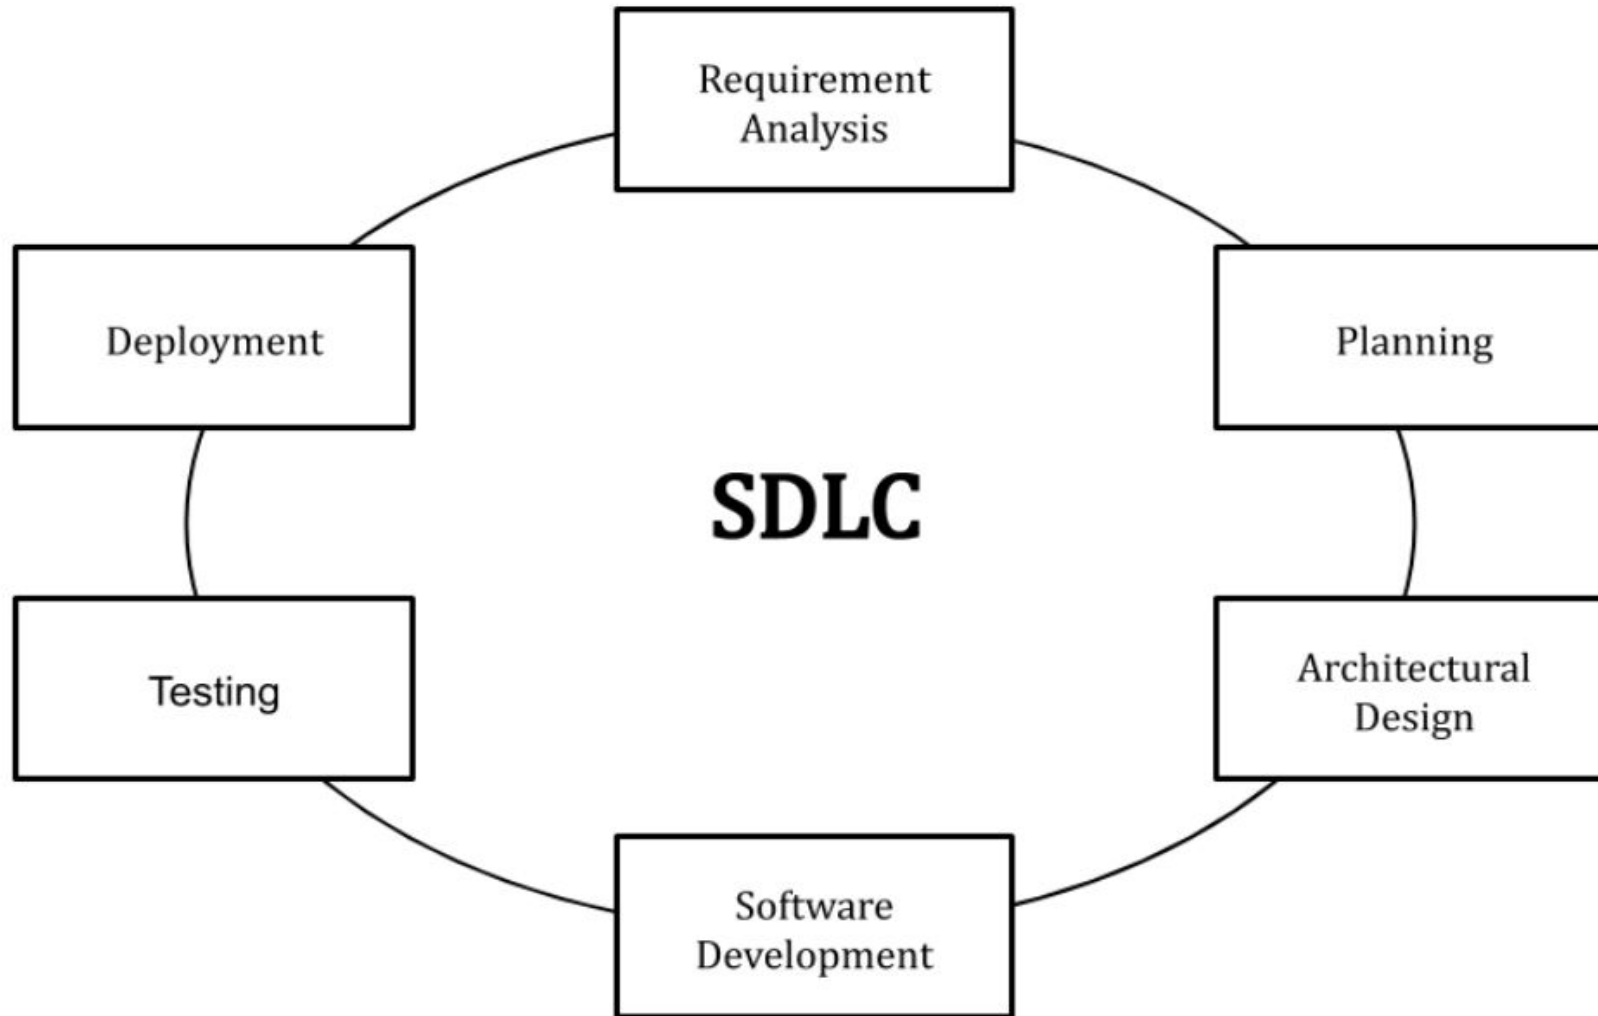 Requirement
Analysis
Deployment
Planning
SDLC
Testing
Architectural
Design
Software
Development